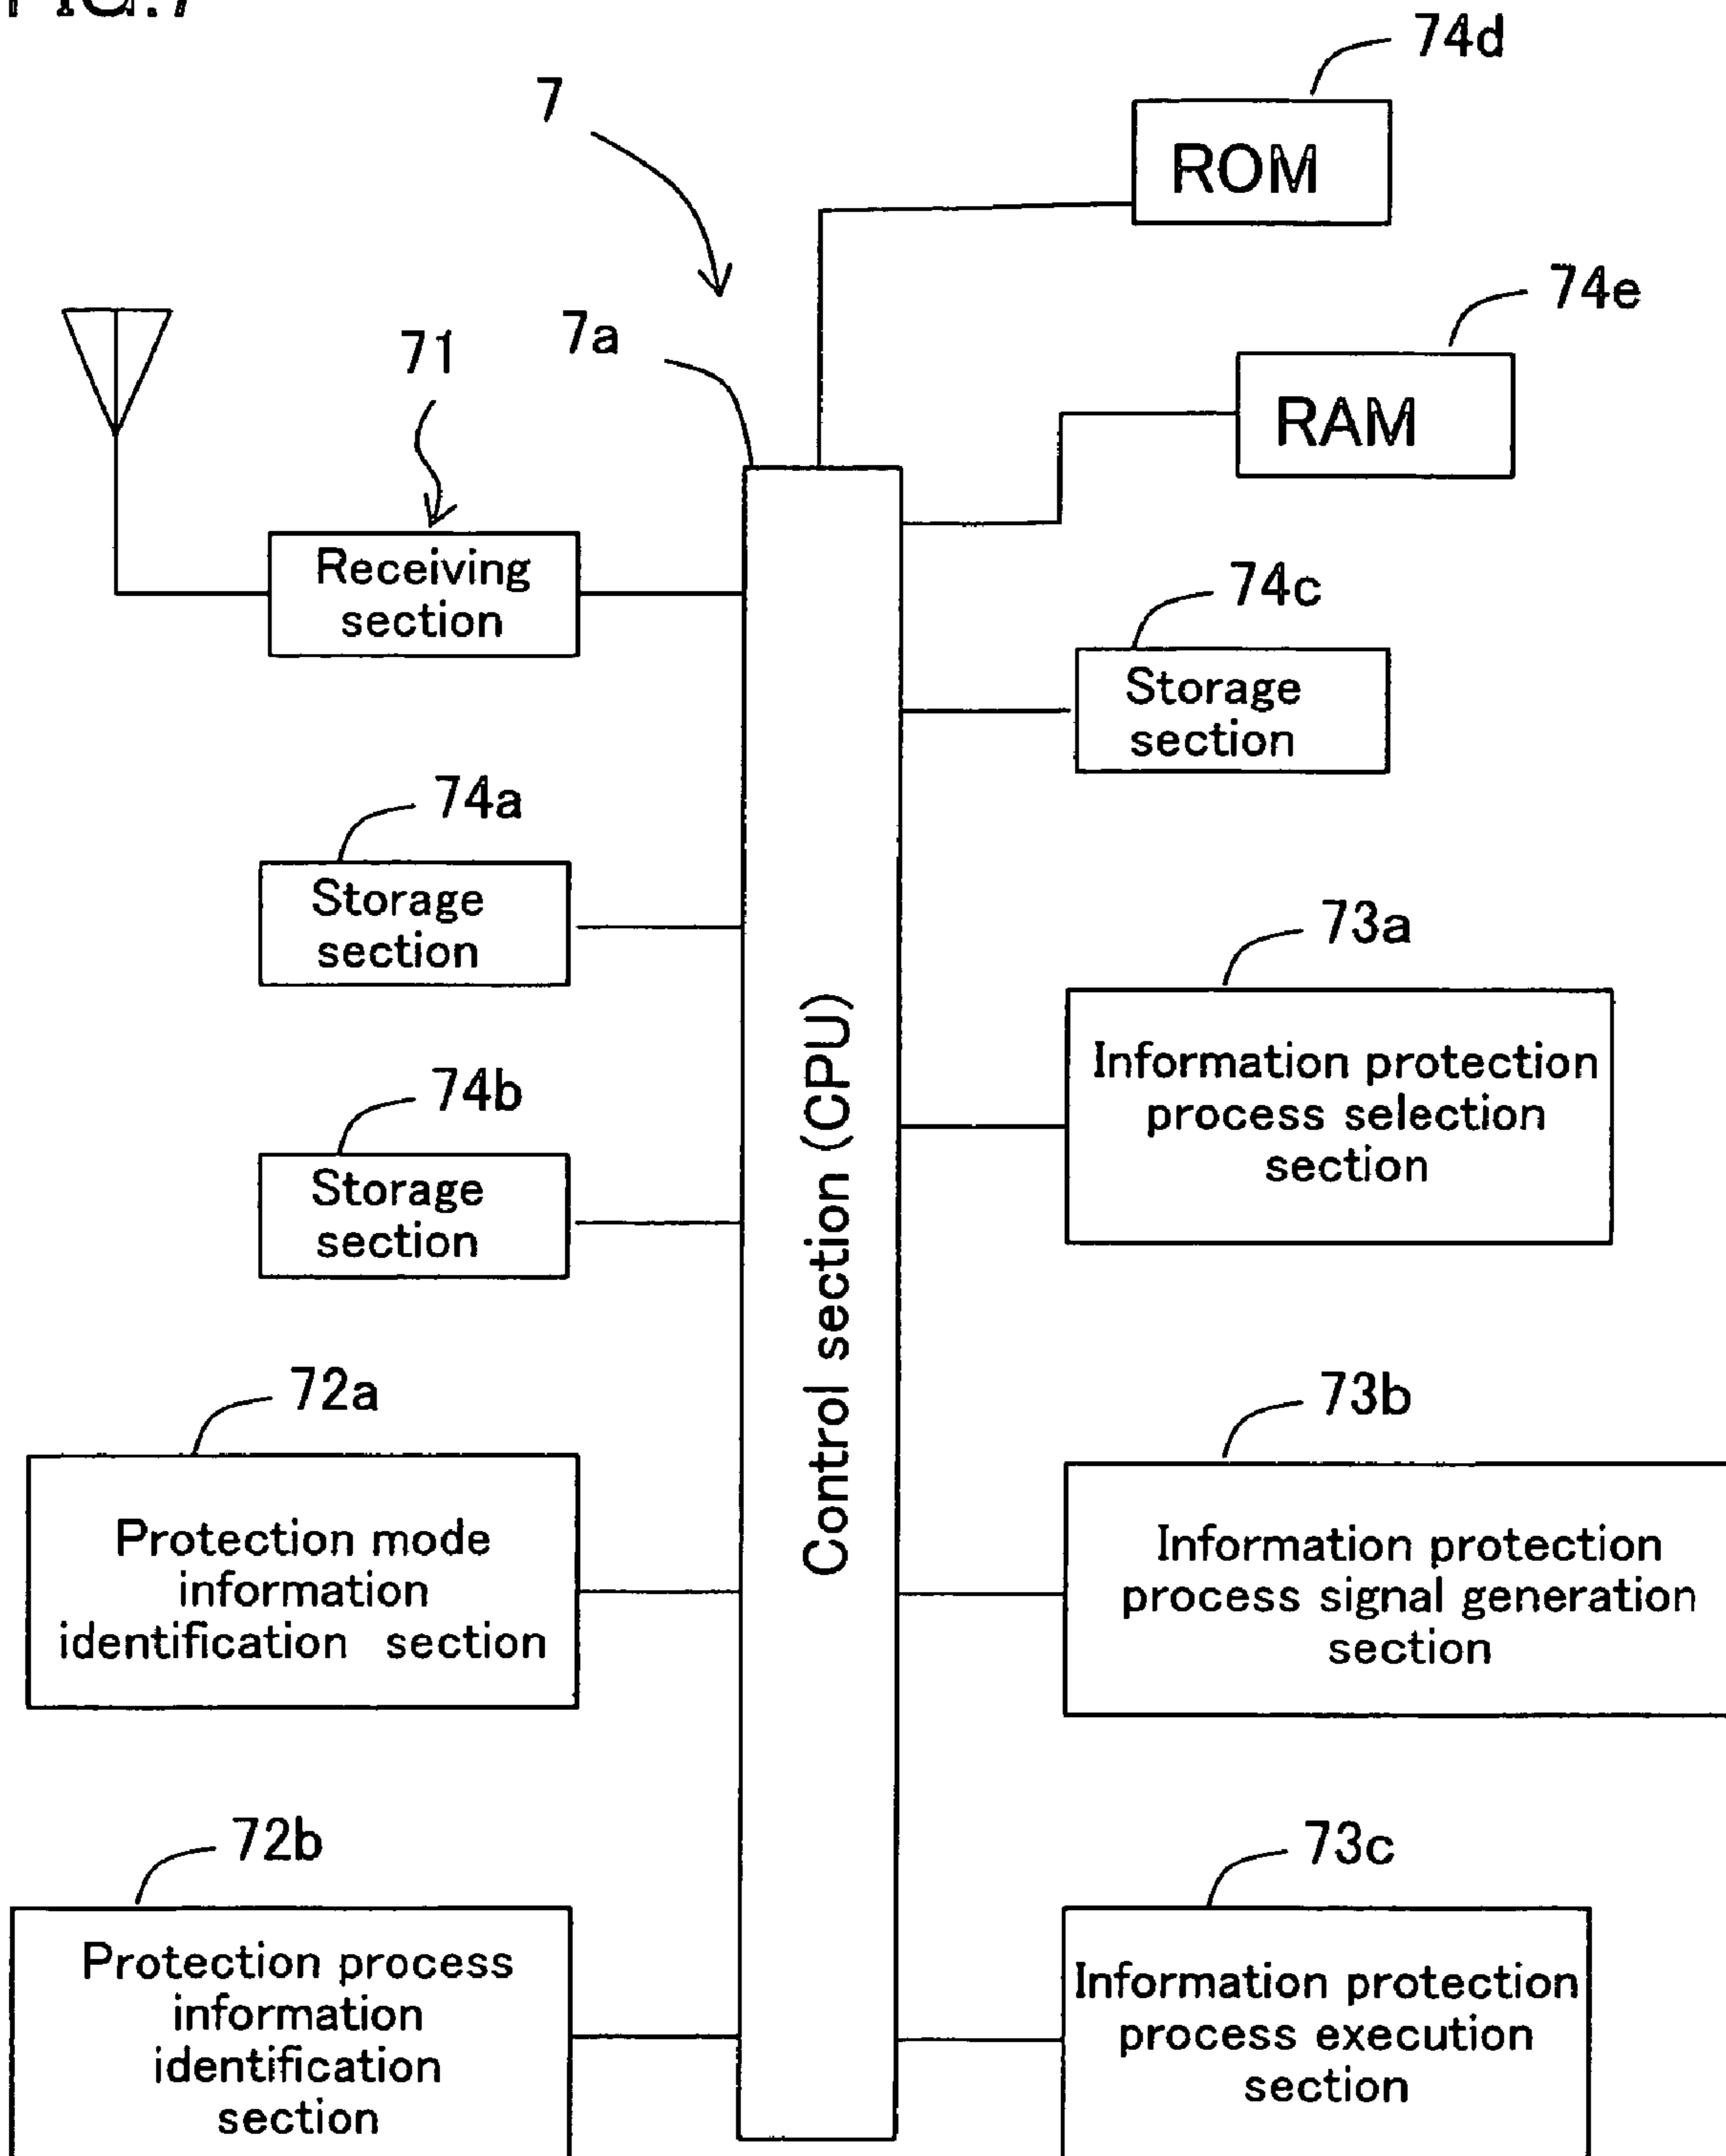 FIG.7
74d
7
ROM
74e
7a
71
RAM
Receiving
section
74c
Storage
section
74a
Storage
section
73a
Information protection
process selection
section
74b
Storage
section
Control section (CPU)
72a
Protection mode
information
identification section
73b
Information protection
process signal generation
section
72b
Protection process
information
identification
section
73c
Information protection
process execution
section